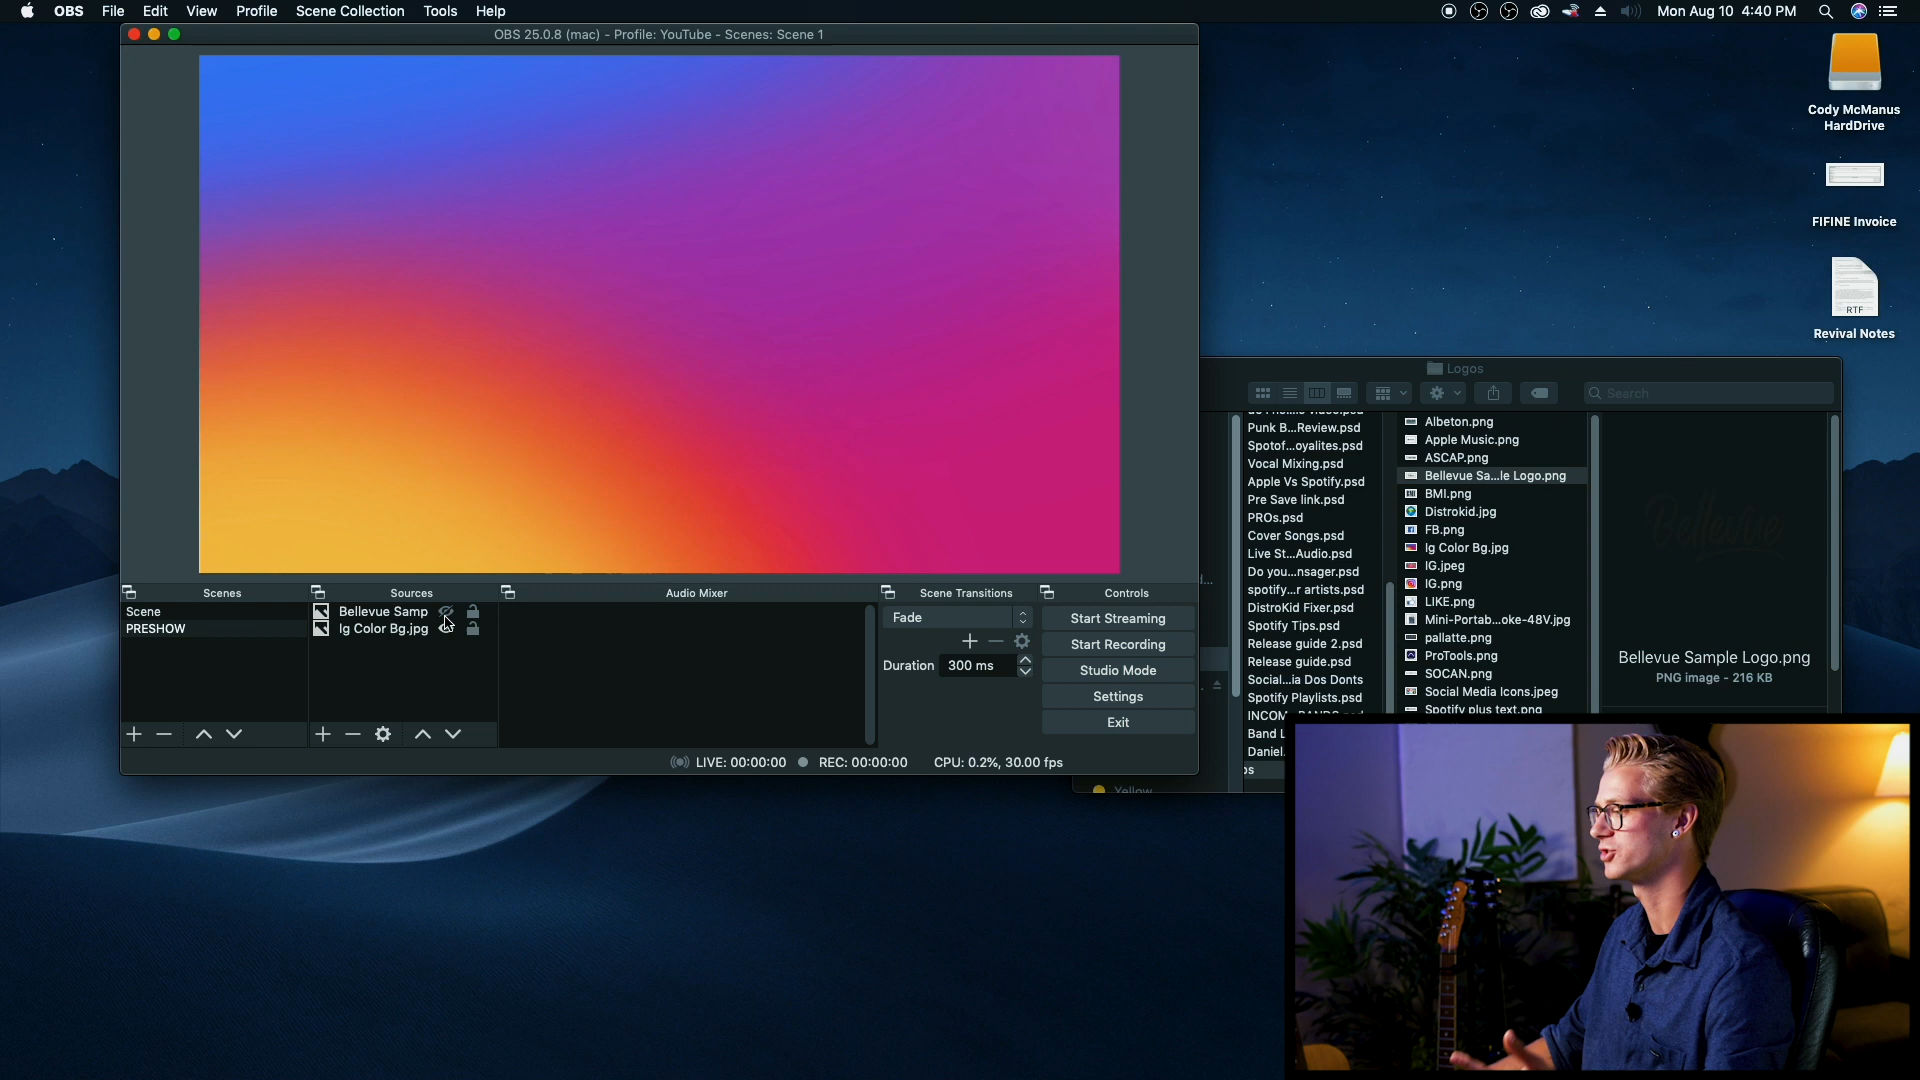 OBS File Edit View Profile Scene Collection Tools Help
Mon Aug 10 4:40 PM
OBS 25.0.8 (mac) - Profile: YouTube - Scenes: Scene 1
Cody McManus
HardDrive
FIFINE Invoice
RTF
Revival Notes
Scenes
Scene
PRESHOW
Sources
Bellevue Samp
Ig Color Bg.jpg
Audio Mixer
Scene Transitions
Fade
Duration 300 ms
Controls
Start Streaming
Start Recording
Studio Mode
Settings
Exit
LIVE: 00:00:00 REC: 00:00:00 CPU: 0.2%, 30.00 fps
Logos
Search
Punk B...Review.psd
Spotof...oyalites.psd
Vocal Mixing.psd
Apple Vs Spotify.psd
Pre Save link.psd
PROs.psd
Cover Songs.psd
Live St...Audio.psd
Do you...nsager.psd
spotify...r artists.psd
DistroKid Fixer.psd
Spotify Tips.psd
Release guide 2.psd
Release guide.psd
Social...ia Dos Donts
Spotify Playlists.psd
Band L
Daniel.
Albeton.png
Apple Music.png
ASCAP.png
Bellevue Sa...le Logo.png
BMI.png
Distrokid.jpg
FB.png
Ig Color Bg.jpg
IG.jpeg
IG.png
LIKE.png
Mini-Portab...oke-48V.jpg
pallatte.png
ProTools.png
SOCAN.png
Social Media Icons.jpeg
Spotify plus text.png
Bellevue
Bellevue Sample Logo.png
PNG image - 216 KB
Yellow